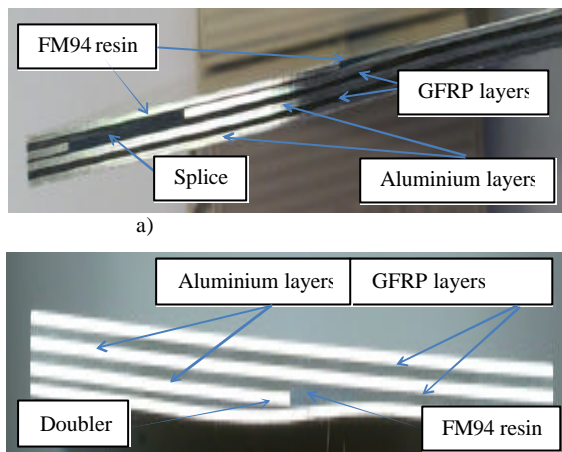 FM94 resin
GFRP layers
Splice
Aluminium layers
a)
Aluminium layers
GFRP layers
Doubler
FM94 resin